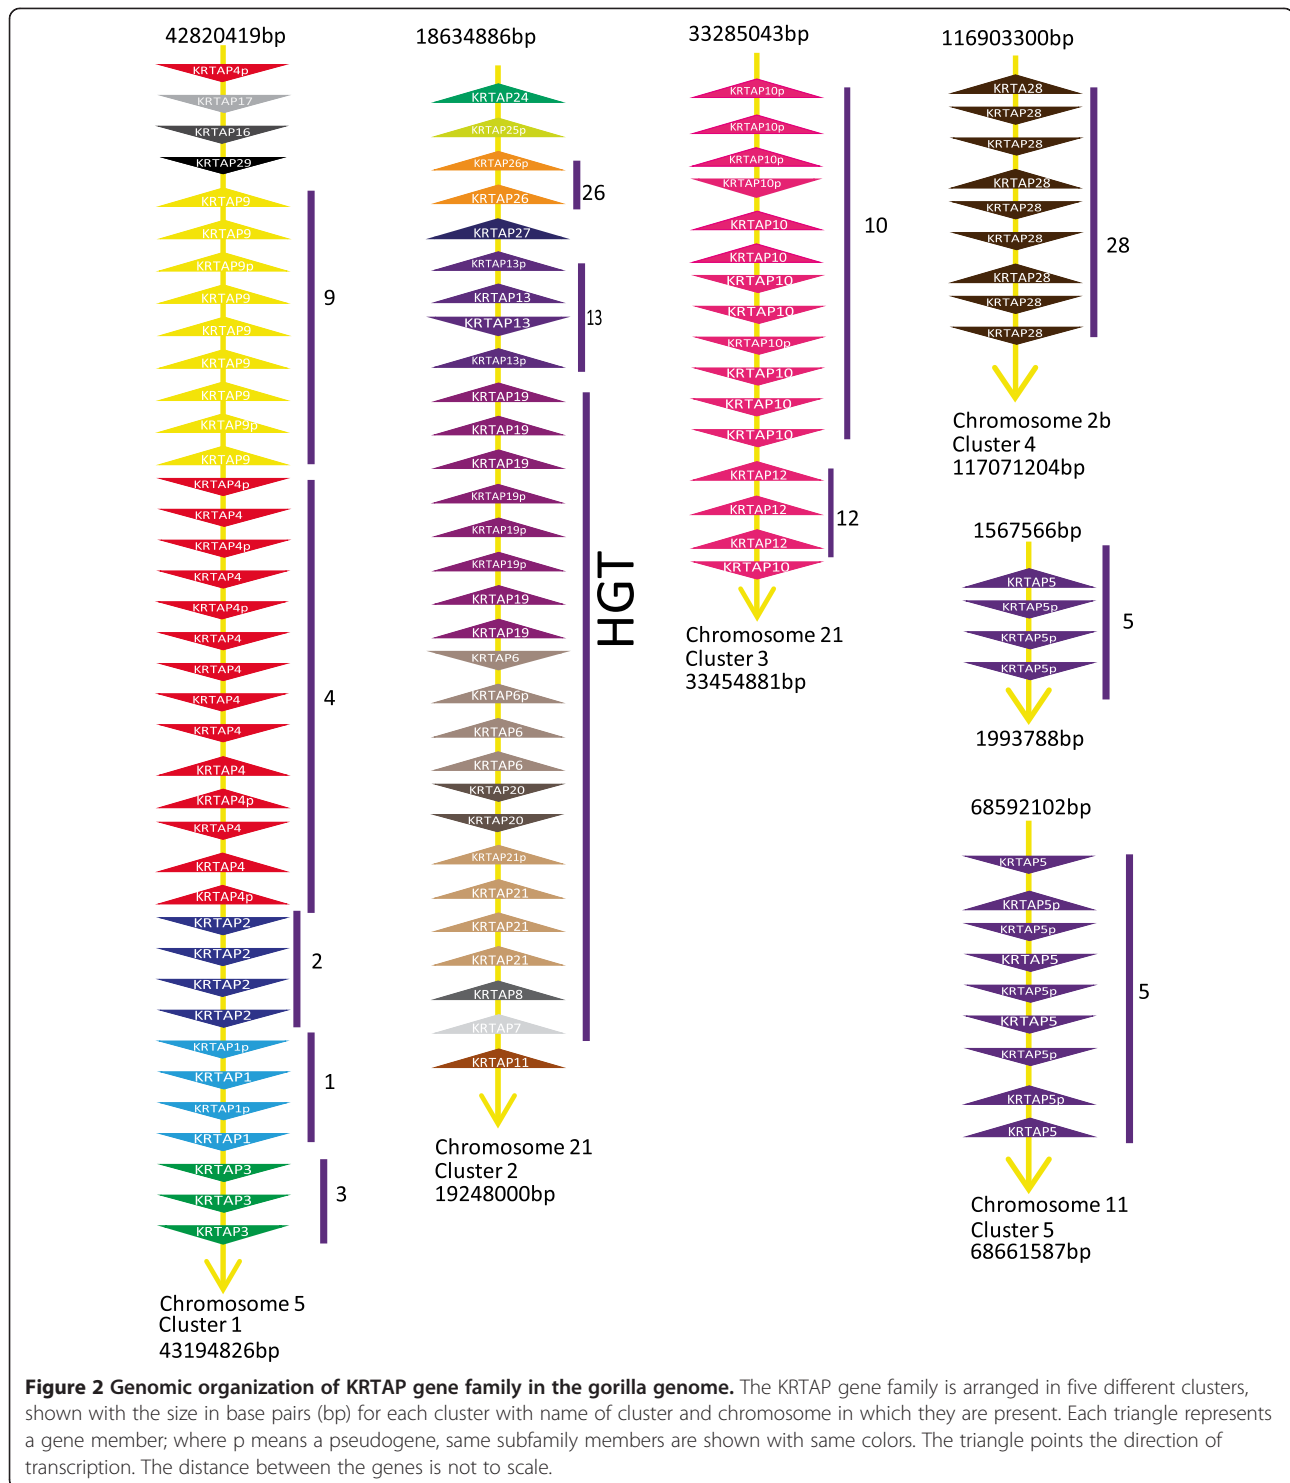 42820419bp
KRTAP4p
KRTAP17
KRTAP16
KRTAP29
KRTAP9
KRTAP9
KRTAP9p
KRTAP9
KRTAP9
KRTAP9
KRTAP9
KRTAP9p
KRTAP9
9
KRTAP4p
KRTAP4
KRTAP4p
KRTAP4
KRTAP4p
KRTAP4
KRTAP4
KRTAP4
KRTAP4
KRTAP4
KRTAP4p
KRTAP4
KRTAP4
KRTAP4p
4
KRTAP2
KRTAP2
KRTAP2
KRTAP2
2
KRTAP1p
KRTAP1
KRTAP1p
KRTAP1
1
KRTAP3
KRTAP3
KRTAP3
3
Chromosome 5
Cluster 1
43194826bp
18634886bp
KRTAP24
KRTAP25p
KRTAP26p
KRTAP26
26
KRTAP27
KRTAP13p
KRTAP13
KRTAP13
KRTAP13p
13
KRTAP19
KRTAP19
KRTAP19
KRTAP19p
KRTAP19p
KRTAP19p
KRTAP19
KRTAP19
KRTAP6
KRTAP6p
KRTAP6
KRTAP6
KRTAP20
KRTAP20
KRTAP21p
KRTAP21
KRTAP21
KRTAP21
KRTAP8
KRTAP7
HGT
KRTAP11
Chromosome 21
Cluster 2
19248000bp
33285043bp
KRTAP10p
KRTAP10p
KRTAP10p
KRTAP10p
KRTAP10
KRTAP10
KRTAP10
KRTAP10
KRTAP10p
KRTAP10
KRTAP10
KRTAP10
10
KRTAP12
KRTAP12
KRTAP12
12
KRTAP10
Chromosome 21
Cluster 3
33454881bp
116903300bp
KRTA28
KRTAP28
KRTAP28
KRTAP28
KRTAP28
KRTAP28
KRTAP28
KRTAP28
KRTAP28
28
Chromosome 2b
Cluster 4
117071204bp
1567566bp
KRTAP5
KRTAP5p
KRTAP5p
KRTAP5p
5
1993788bp
68592102bp
KRTAP5
KRTAP5p
KRTAP5p
KRTAP5
KRTAP5p
KRTAP5
KRTAP5p
KRTAP5p
KRTAP5
5
Chromosome 11
Cluster 5
68661587bp
Figure 2 Genomic organization of KRTAP gene family in the gorilla genome. The KRTAP gene family is arranged in five different clusters,
shown with the size in base pairs (bp) for each cluster with name of cluster and chromosome in which they are present. Each triangle represents
a gene member; where p means a pseudogene, same subfamily members are shown with same colors. The triangle points the direction of
transcription. The distance between the genes is not to scale.